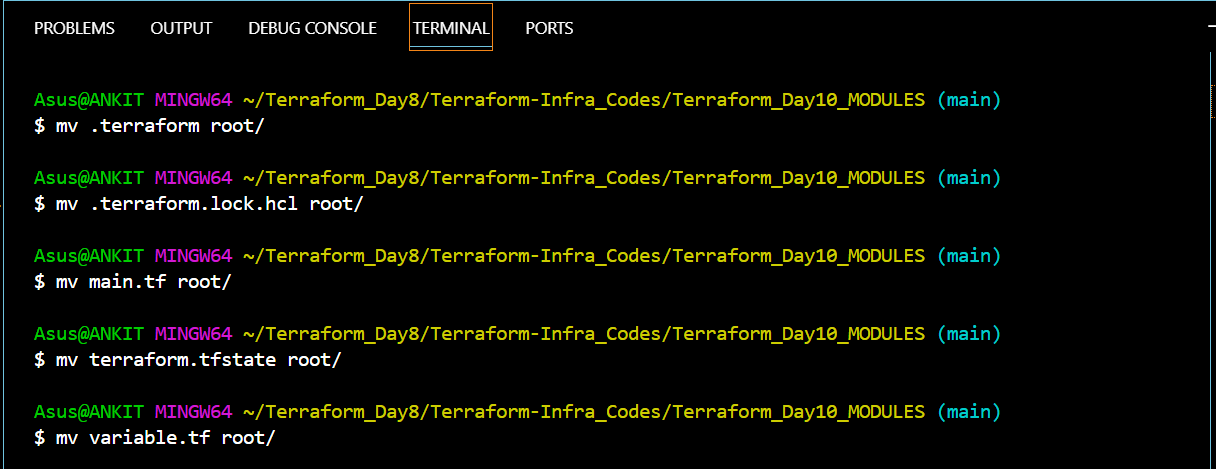 PROBLEMS OUTPUT DEBUG CONSOLE TERMINAL PORTS
Asus@ANKIT MINGW64 ~/Terraform_Day8/Terraform-Infra_Codes/Terraform_Day10_MODULES (main)
$ mv .terraform root/
Asus@ANKIT MINGW64 ~/Terraform_Day8/Terraform-Infra_Codes/Terraform_Day10_MODULES (main)
$ mv .terraform.lock.hcl root/
Asus@ANKIT MINGW64 ~/Terraform_Day8/Terraform-Infra_Codes/Terraform_Day10_MODULES (main)
$ mv main.tf root/
Asus@ANKIT MINGW64 ~/Terraform_Day8/Terraform-Infra_Codes/Terraform_Day10_MODULES (main)
$ mv terraform.tfstate root/
Asus@ANKIT MINGW64 ~/Terraform_Day8/Terraform-Infra_Codes/Terraform_Day10_MODULES (main)
$ mv variable.tf root/